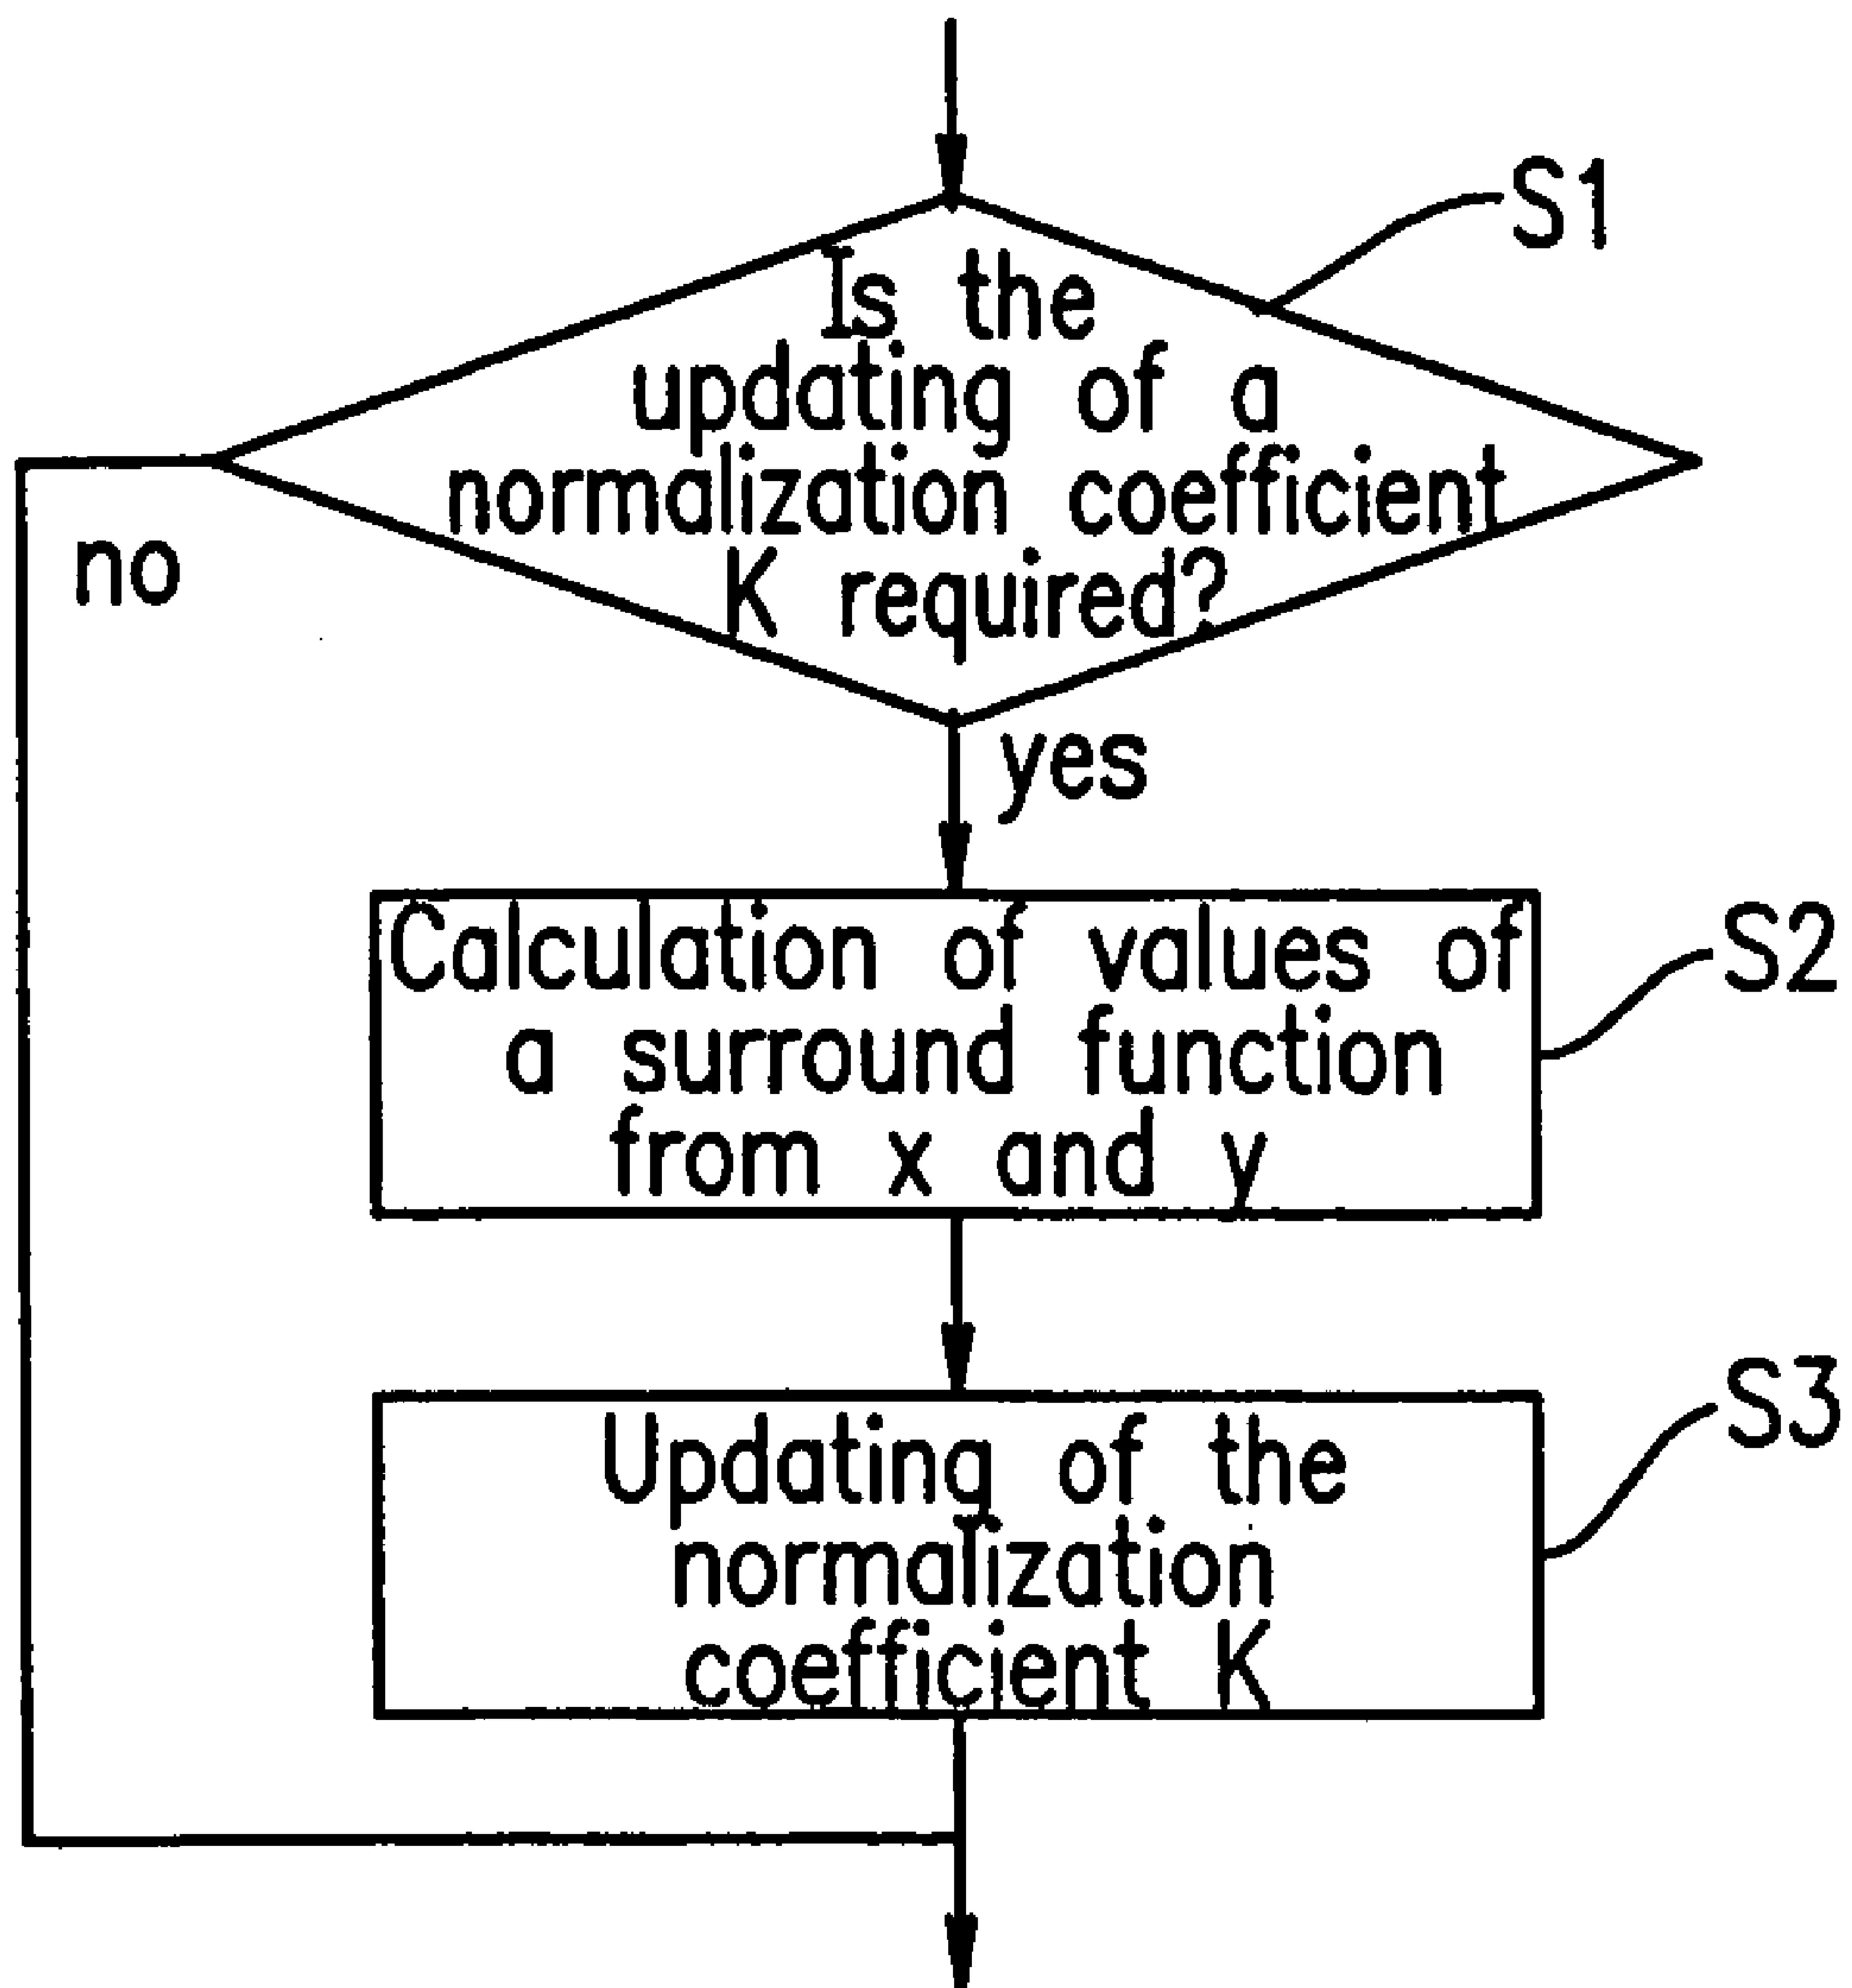 S1
Is the
updating of a
normalization coefficient
K required?
no
yes
Calculation of values of
a surround function
from x and y
S2
Updating of the
normalization
coefficient K
S3